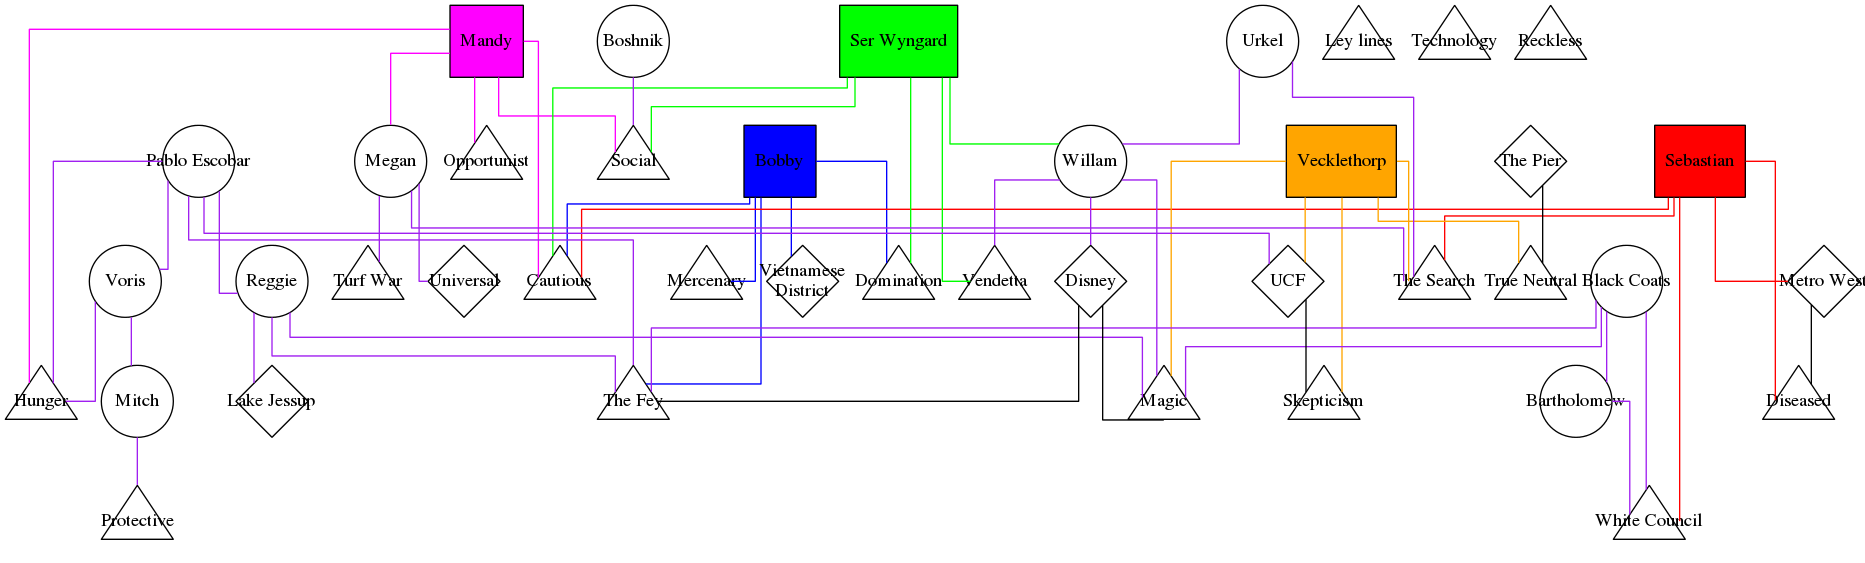 Mandy
Boshnik
Ser Wyngard
Urkel
Ley lines
Technology
Reckless
Pablo Escobar
Megan
Opportunist
Social
Bobby
Willam
Vecklethorp
The Pier
Sebastian
Voris
Reggie
Turf War
Universal
Cautious
Mercenary
Vietnamese
District
Domination
Vendetta
Disney
UCF
The Search
True Neutral
Black Coats
Metro West
Hunger
Mitch
Lake Jessup
The Fey
Magic
Skepticism
Bartholomew
Diseased
Protective
White Council